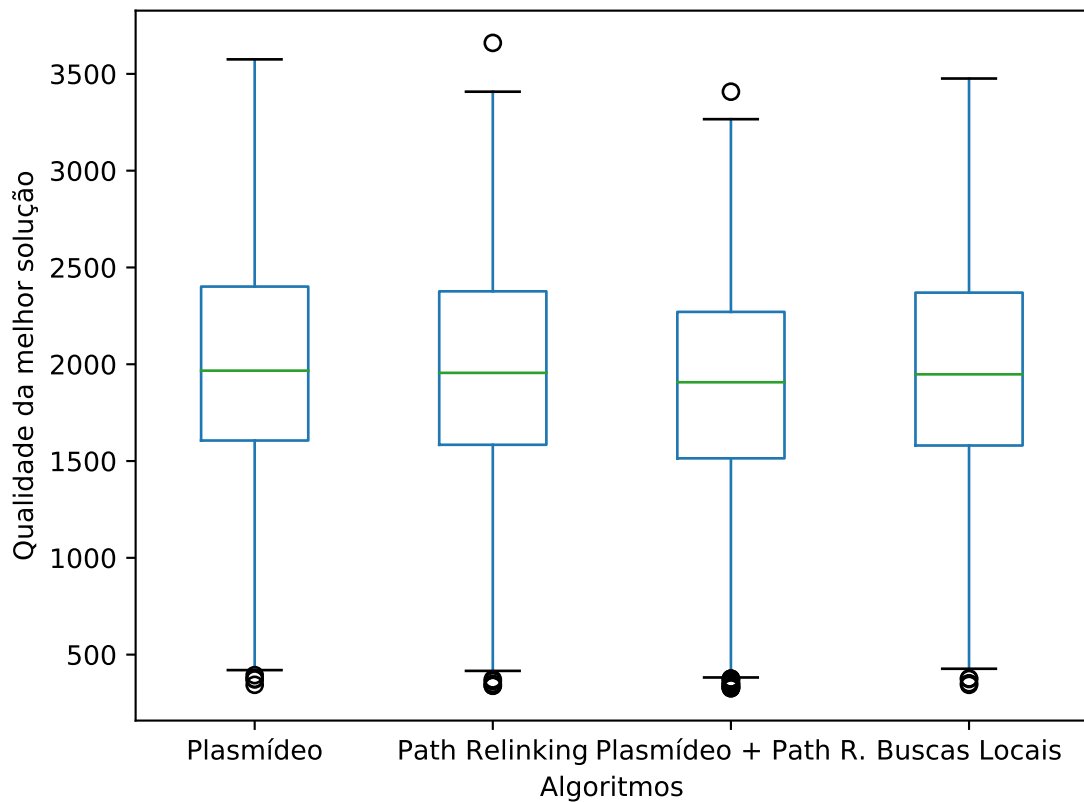 Qualidade da melhor solução
3500
3000
2500
2000
1500
1000
500
Plasmídeo
Path Relinking
Plasmídeo + Path R.
Buscas Locais
Algoritmos